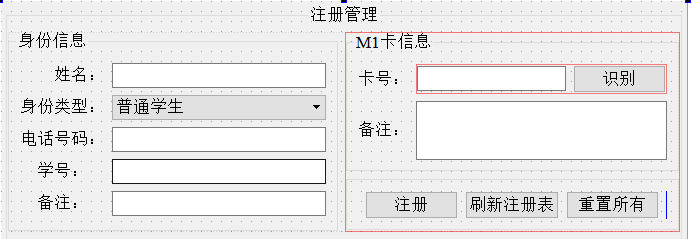 注册管理
身份信息
姓名：
身份类型：
普通学生
电话号码：
学号：
备注：
M1卡信息
卡号：
识别
备注：
注册
刷新注册表
重置所有